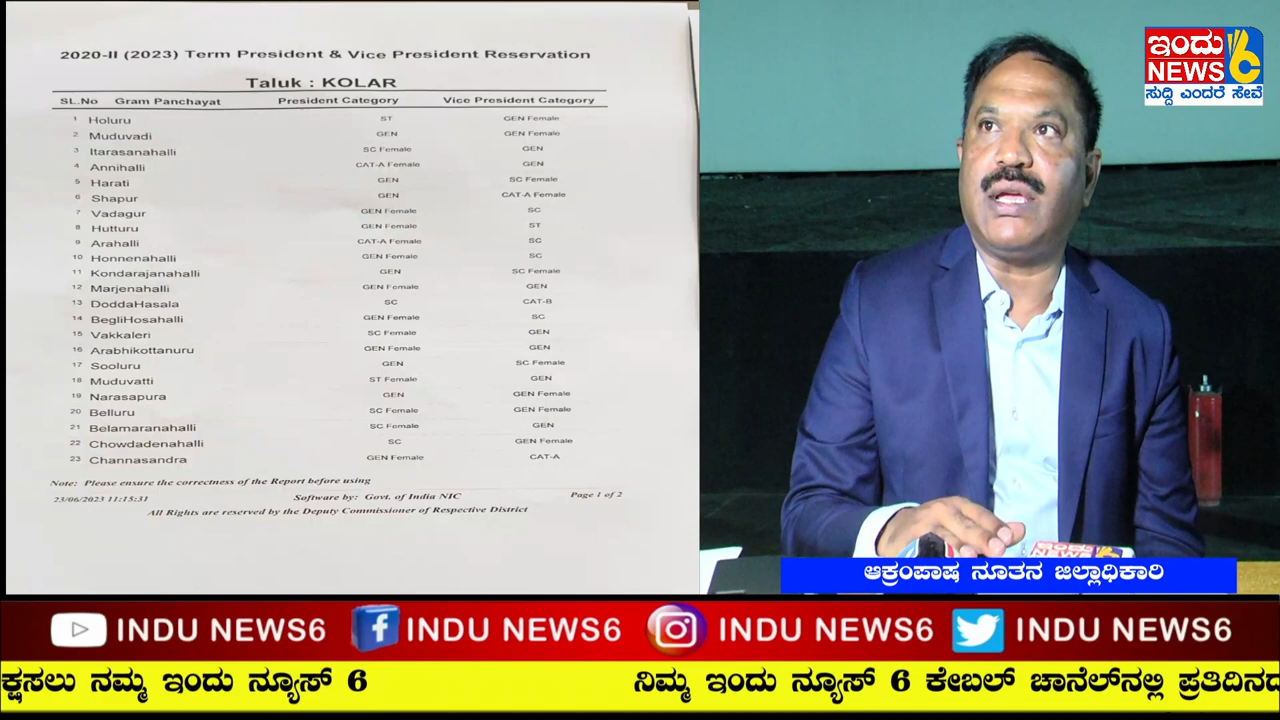 2020-II (2023) Term President & Vice President Reservation
Taluk : KOLAR
SL.No Gram Panchayat President Category Vice President Category
1 Holuru ST GEN Female
2 Muduvadi GEN GEN Female
3 Itarasanahalli SC Female GEN
4 Annihalli CAT-A Female GEN
5 Harati GEN SC Female
6 Shapur GEN CAT-A Female
7 Vadagur GEN Female SC
8 Hutturu GEN Female ST
9 Arahalli CAT-A Female SC
10 Honnenahalli GEN Female SC
11 Kondarajanahalli GEN SC Female
12 Marjenahalli GEN Female GEN
13 DoddaHasala SC CAT-B
14 BegliHosahalli GEN Female SC
15 Vakkaleri SC Female GEN
16 Arabhikottanuru GEN Female GEN
17 Sooluru GEN SC Female
18 Muduvatti ST Female GEN
19 Narasapura GEN GEN Female
20 Belluru SC Female GEN Female
21 Belamaranahalli SC Female GEN
22 Chowdadenahalli SC GEN Female
23 Channasandra GEN Female CAT-A
Note: Please ensure the correctness of the Report before using
23/06/2023 11:15:31 Software by: Govt. of India NIC Page 1 of 2
All Rights are reserved by the Deputy Commissioner of Respective District
ಇಂದು
NEWS 6
ಸುದ್ದಿ ಎಂದರೆ ಸೇವೆ
ಇಂದು
NEWS 6
ಆಕ್ರಂಪಾಷ ನೂತನ ಜಿಲ್ಲಾಧಿಕಾರಿ
INDU NEWS6 INDU NEWS6 INDU NEWS6 INDU NEWS6
ಕ್ಷಿಸಲು ನಮ್ಮ ಇಂದು ನ್ಯೂಸ್ 6 ನಿಮ್ಮ ಇಂದು ನ್ಯೂಸ್ 6 ಕೇಬಲ್ ಚಾನೆಲ್‌ನಲ್ಲಿ ಪ್ರತಿದಿನದ